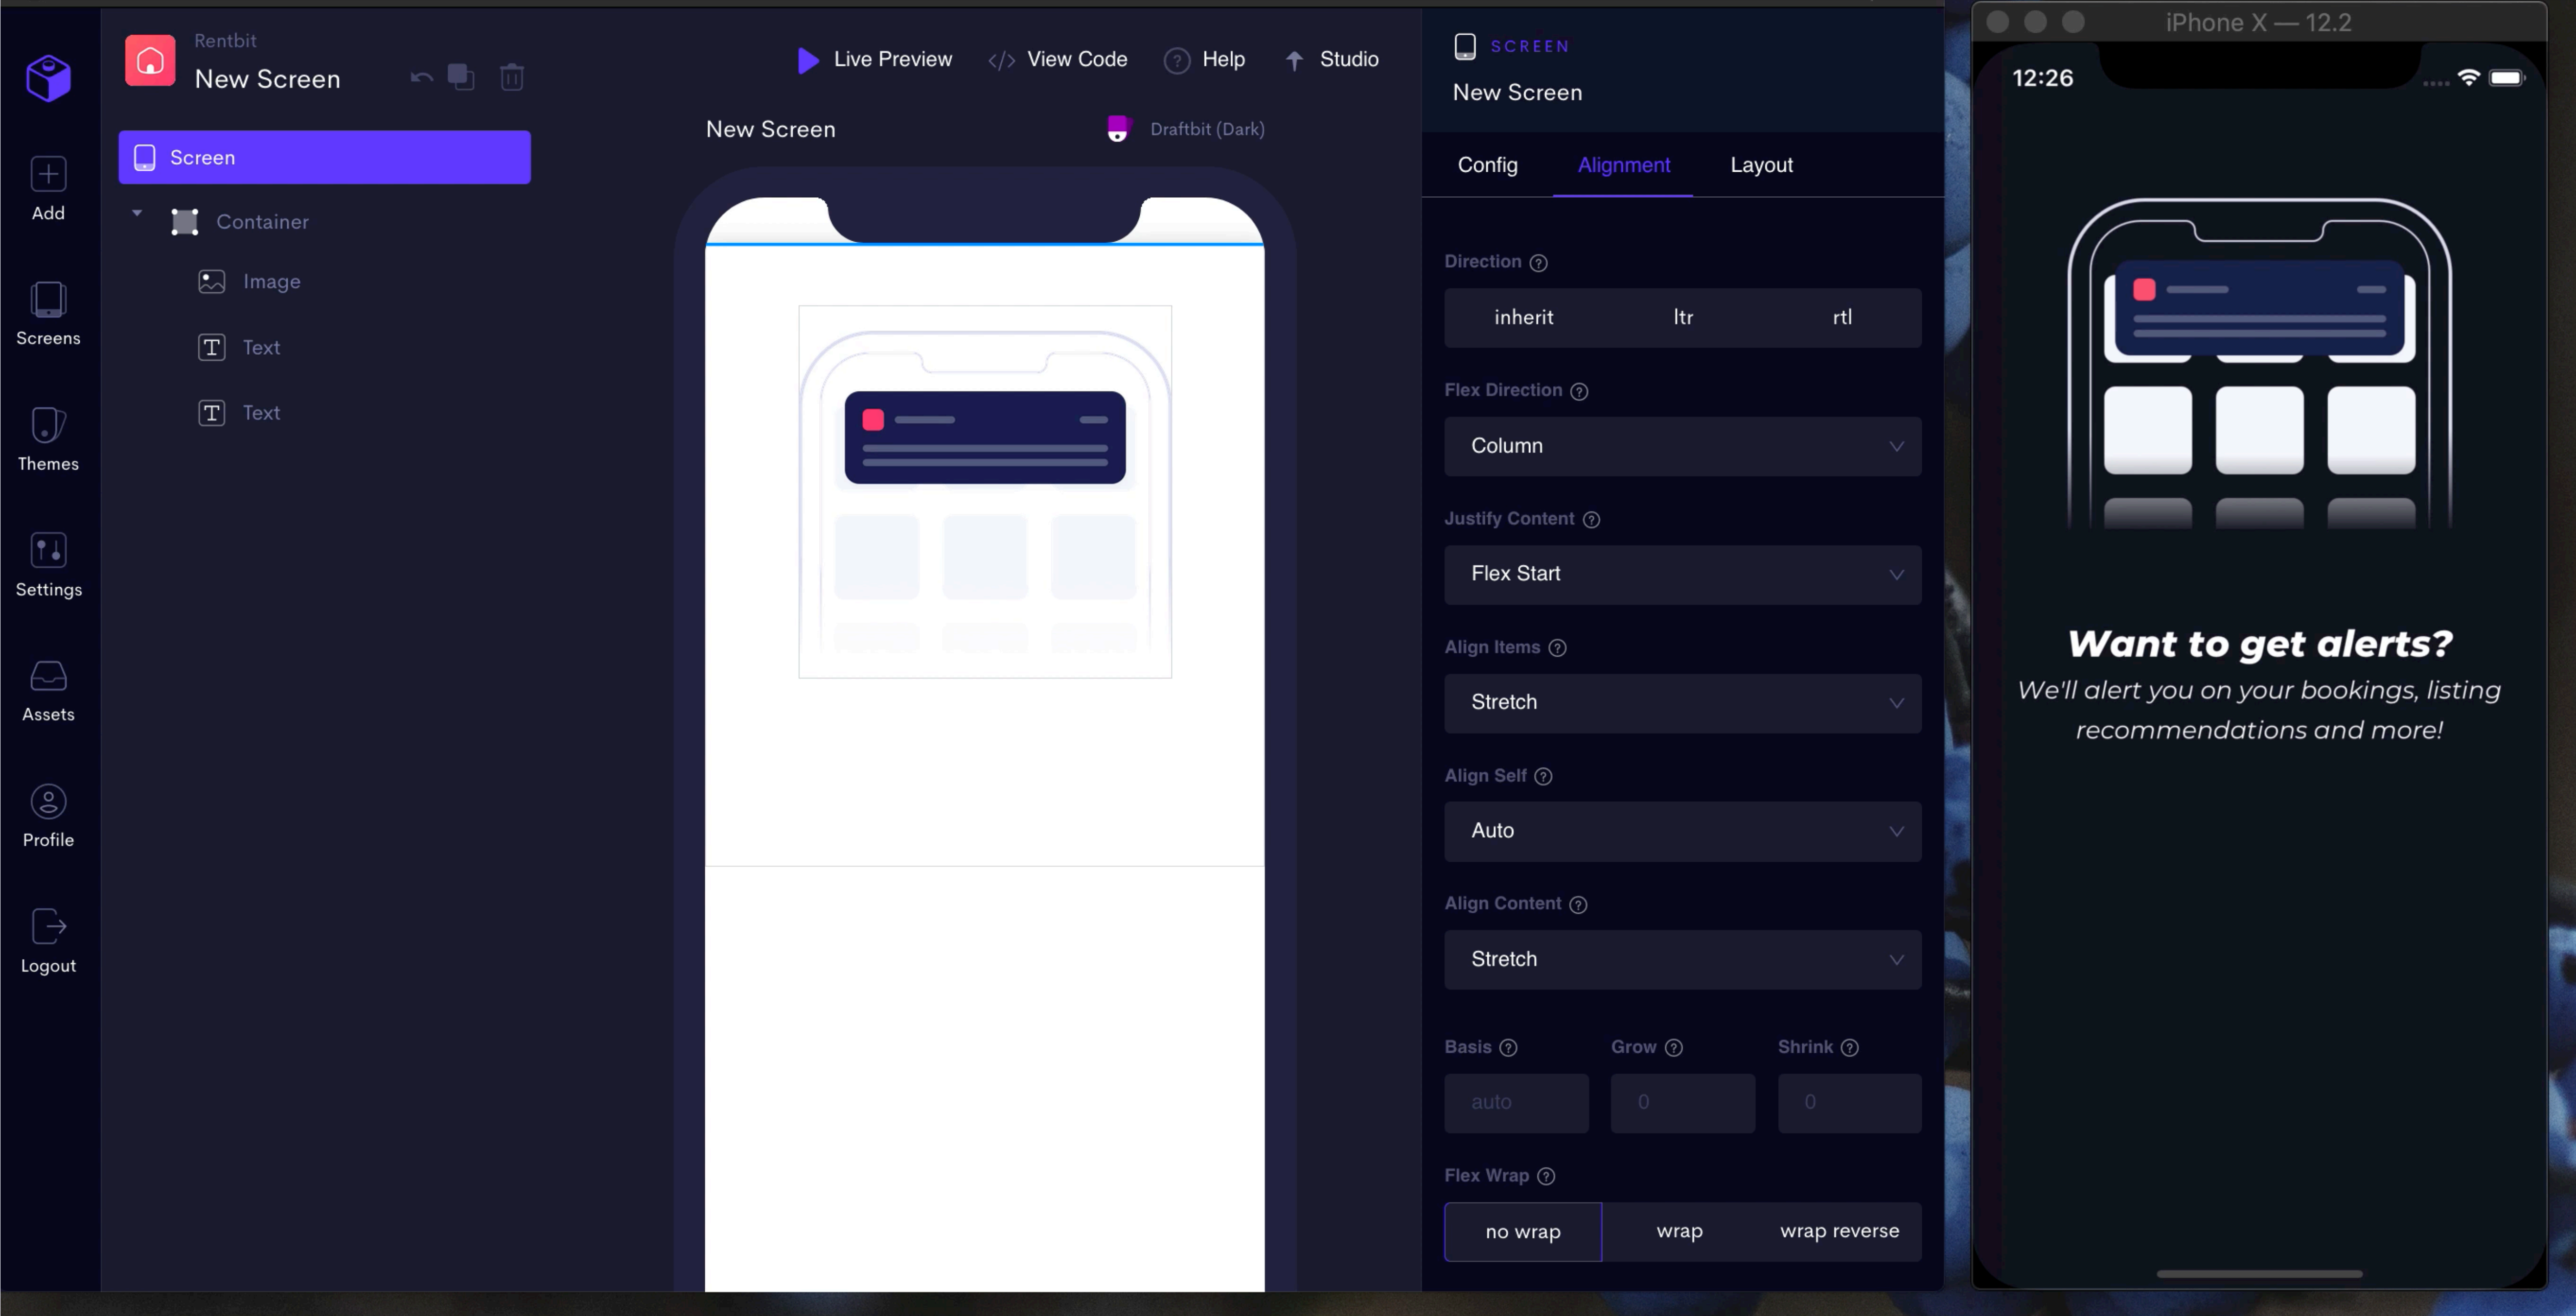 Rentbit
New Screen
Add
Screens
Themes
Settings
Assets
Profile
Logout
Screen
Container
Image
Text
Text
Live Preview
</> View Code
? Help
Studio
New Screen
Draftbit (Dark)
SCREEN
New Screen
Config Alignment Layout
Direction ?
inherit ltr rtl
Flex Direction ?
Column
Justify Content ?
Flex Start
Align Items ?
Stretch
Align Self ?
Auto
Align Content ?
Stretch
Basis ? Grow ? Shrink ?
auto 0 0
Flex Wrap ?
no wrap wrap wrap reverse
iPhone X — 12.2
12:26
Want to get alerts?
We'll alert you on your bookings, listing
recommendations and more!